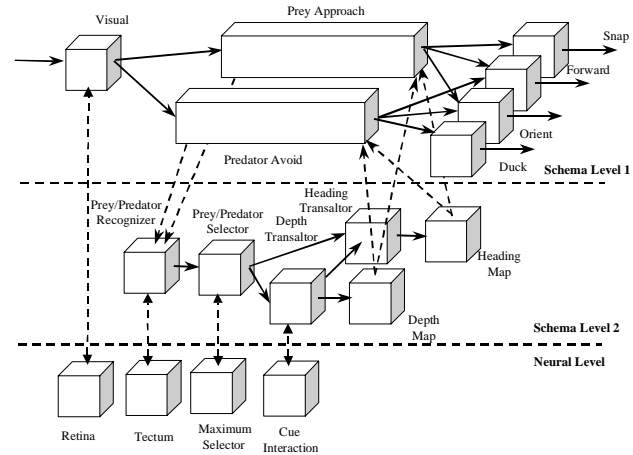 Prey Approach
Visual
Snap
Forward
Orient
Predator Avoid
Duck
Schema Level 1
Prey/Predator
Recognizer
Prey/Predator
Selector
Heading
Transaltor
Depth
Transaltor
Heading
Map
Depth
Map
Schema Level 2
Neural Level
Retina
Tectum
Maximum
Selector
Cue
Interaction